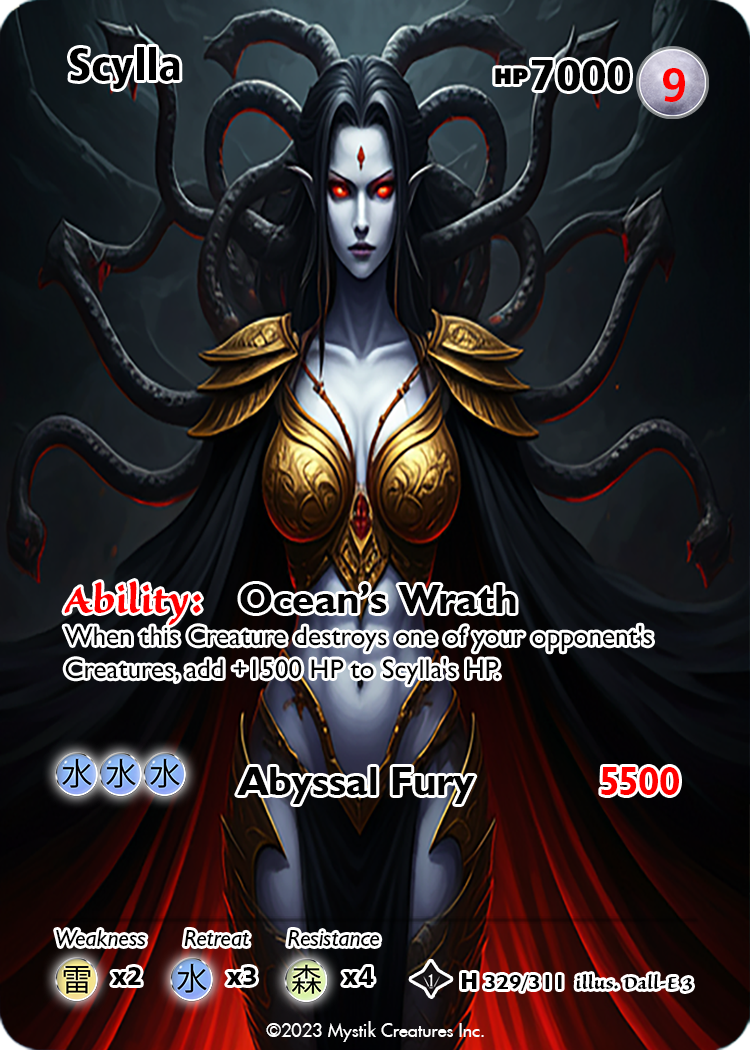 Scylla
HP7000 9
Ability: Ocean's Wrath
When this Creature destroys one of your opponent's
Creatures, add +1500 HP to Scylla's HP.
水 水 水 Abyssal Fury 5500
Weakness Retreat Resistance
雷 x2 水 x3 森 x4 1 H 329/311 illus. Dall-E 3
©2023 Mystik Creatures Inc.